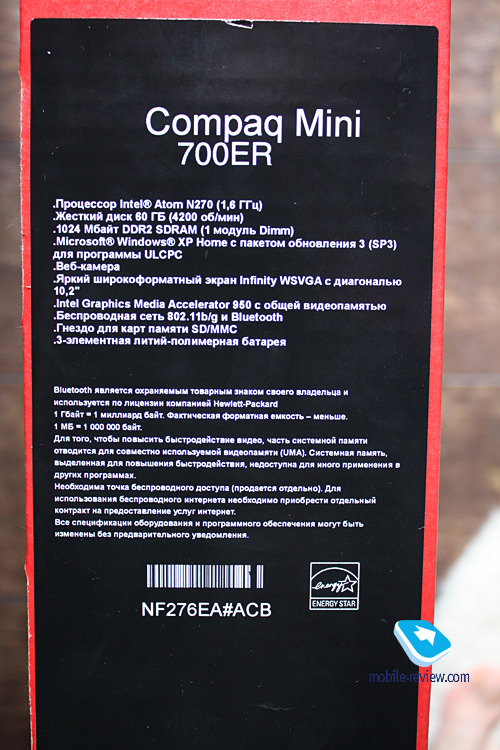 Compaq Mini
700ER
.Процессор Intel® Atom N270 (1,6 ГГц)
.Жесткий диск 60 ГБ (4200 об/мин)
.1024 Мбайт DDR2 SDRAM (1 модуль Dimm)
.Microsoft® Windows® XP Home с пакетом обновления 3 (SP3)
для программы ULCPC
.Веб-камера
.Яркий широкоформатный экран Infinity WSVGA с диагональю
10,2"
.Intel Graphics Media Accelerator 950 с общей видеопамятью
.Беспроводная сеть 802.11b/g и Bluetooth
.Гнездо для карт памяти SD/MMC
.3-элементная литий-полимерная батарея
Bluetooth является охраняемым товарным знаком своего владельца и
используется по лицензии компанией Hewlett-Packard
1 Гбайт = 1 миллиард байт. Фактическая форматная емкость – меньше.
1 МБ = 1 000 000 байт.
Для того, чтобы повысить быстродействие видео, часть системной памяти
отводится для совместно используемой видеопамяти (UMA). Системная память,
выделенная для повышения быстродействия, недоступна для иного применения в
других программах.
Необходима точка беспроводного доступа (продается отдельно). Для
использования беспроводного интернета необходимо приобрести отдельный
контракт на предоставление услуг интернет.
Все спецификации оборудования и программного обеспечения могут быть
изменены без предварительного уведомления.
NF276EA#ACB
energy
ENERGY STAR
mobile-review.com